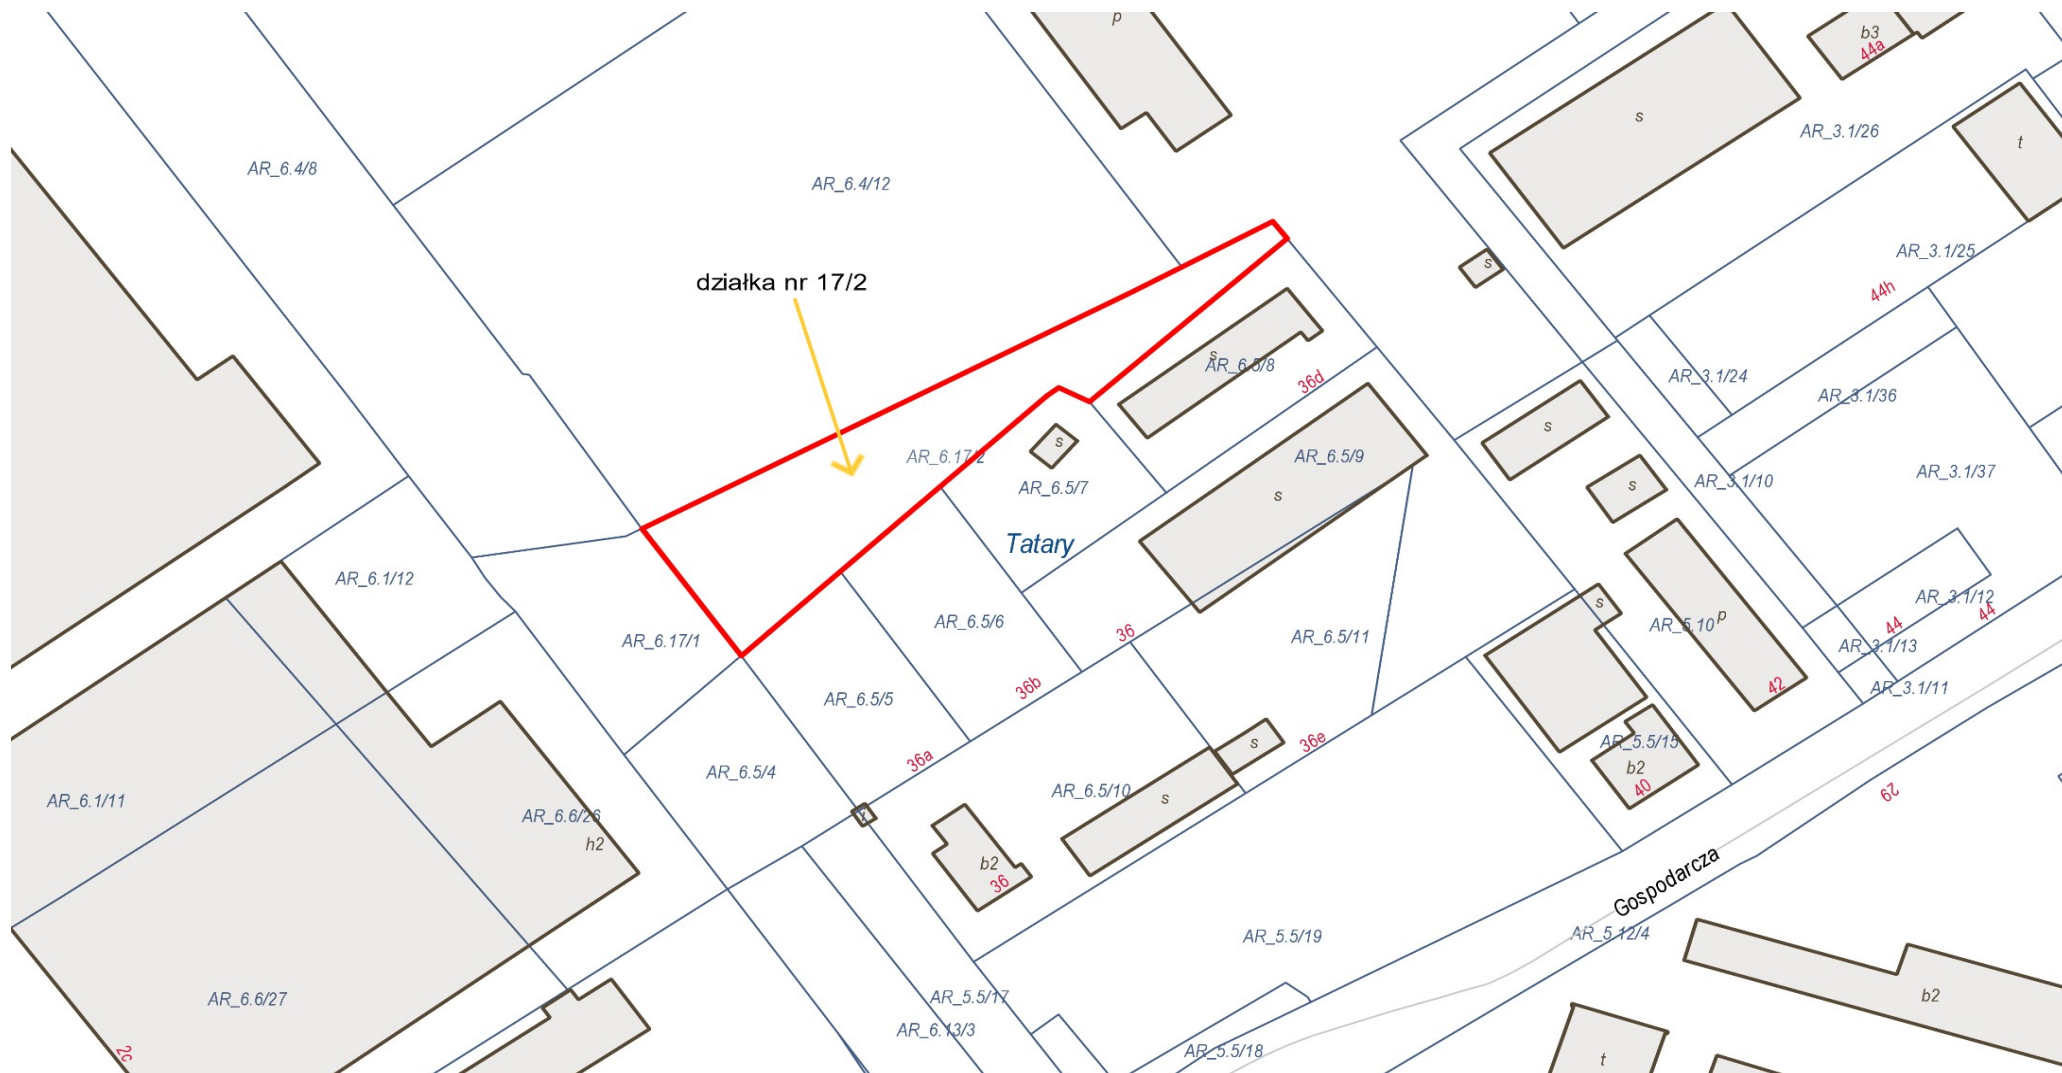 p
b3
44a
s
t
AR_3.1/26
AR_6.4/8
AR_6.4/12
AR_3.1/25
s
działka nr 17/2
44h
s
AR_6.5/8
36d
AR_3.1/24
AR_3.1/36
s
s
AR_6.17/2
AR_6.5/9
AR_3.1/37
AR_6.5/7
s
s
AR_3.1/10
Tatary
AR_6.1/12
AR_3.1/12
s
44
44
AR_6.5/6
36
AR_6.5/11
AR_5.10
p
AR_6.17/1
AR_3.1/13
AR_6.5/5
36b
42
AR_3.1/11
36a
36e
s
AR_5.5/15
AR_6.5/4
b2
40
AR_6.5/10
s
29
AR_6.1/11
AR_6.6/26
h2
b2
36
Gospodarcza
AR_5.5/19
AR_5.12/4
AR_6.6/27
AR_5.5/17
b2
AR_6.13/3
2c
AR_5.5/18
t